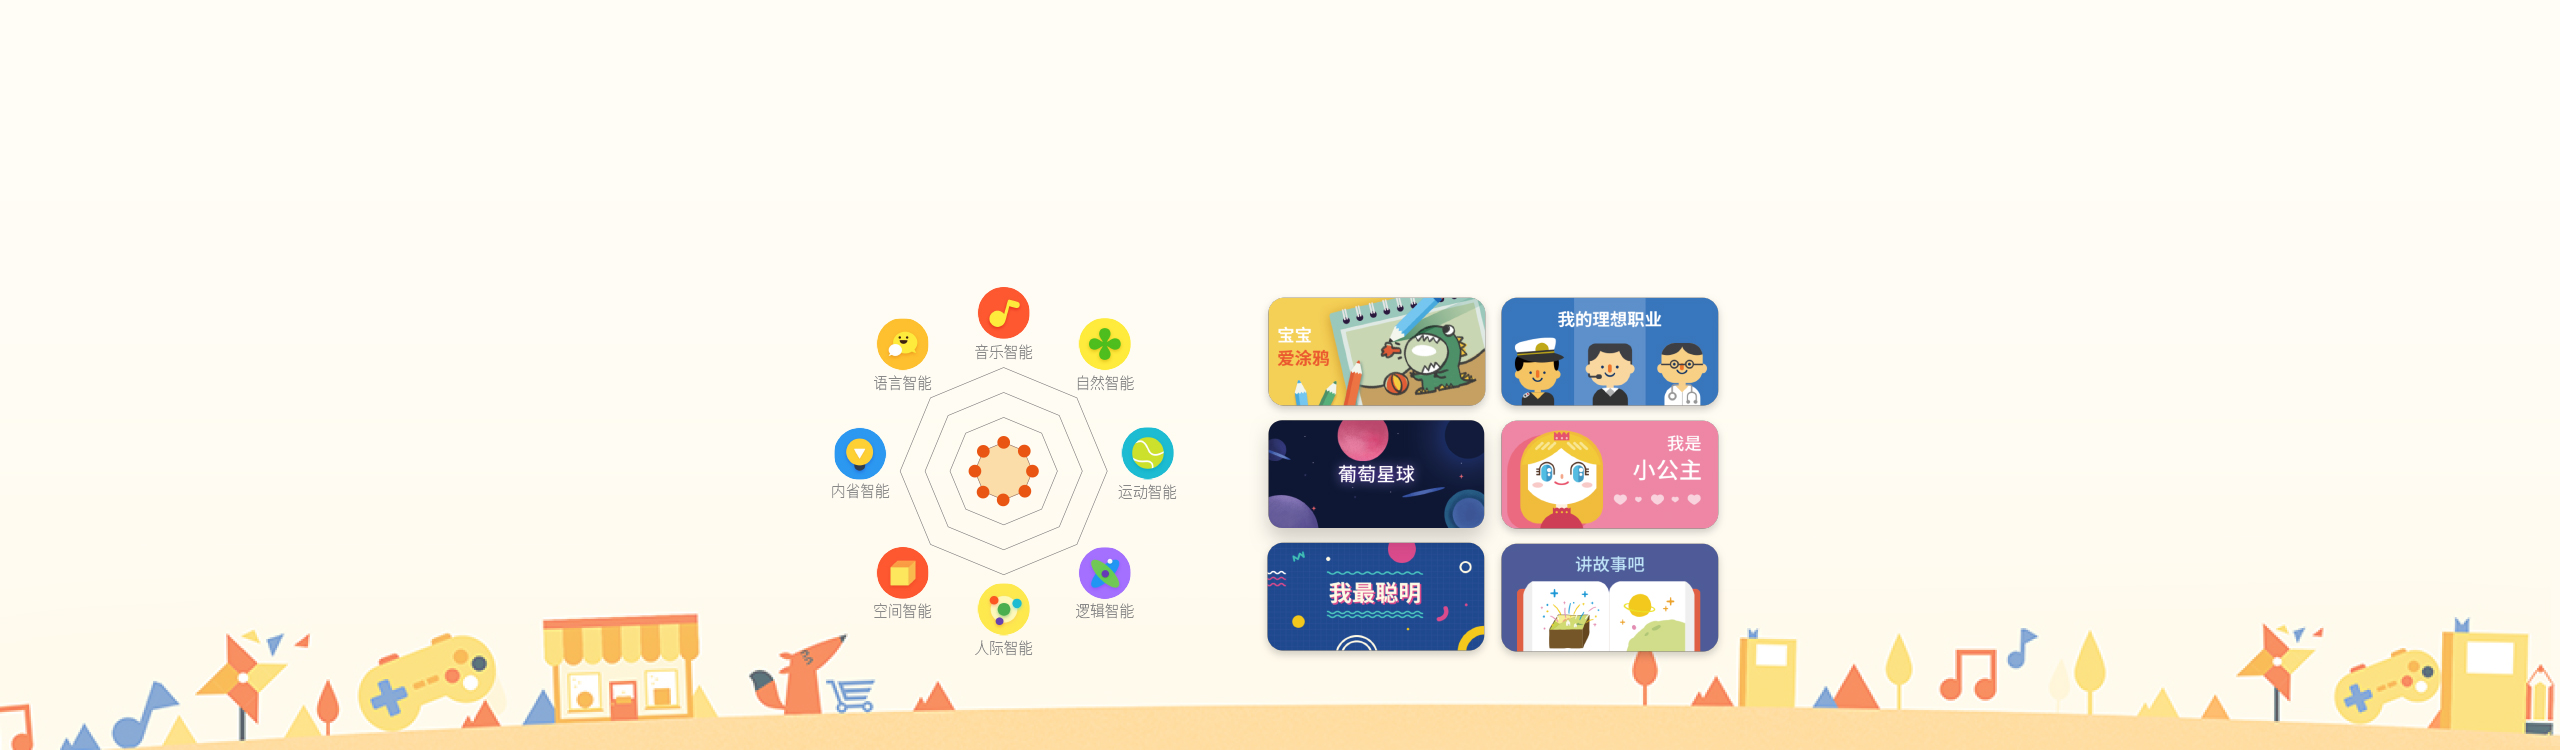 音乐智能
语言智能
自然智能
内省智能
运动智能
空间智能
逻辑智能
人际智能
宝宝
爱涂鸦
我的理想职业
葡萄星球
我是
小公主
我最聪明
讲故事吧